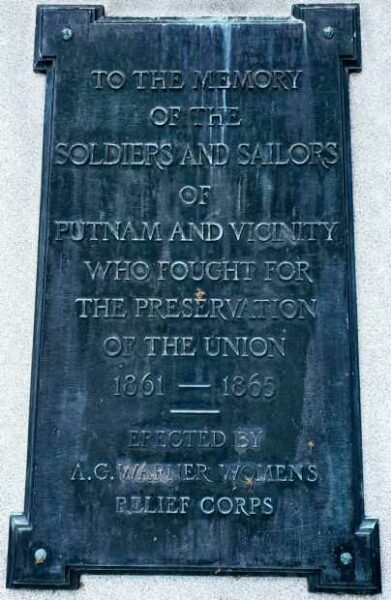 TO THE MEMORY
OF THE
SOLDIERS AND SAILORS
OF
PUTNAM AND VICINITY
WHO FOUGHT FOR
THE PRESERVATION
OF THE UNION
1861 — 1865
ERECTED BY
A.G. WARNER WOMEN'S
RELIEF CORPS